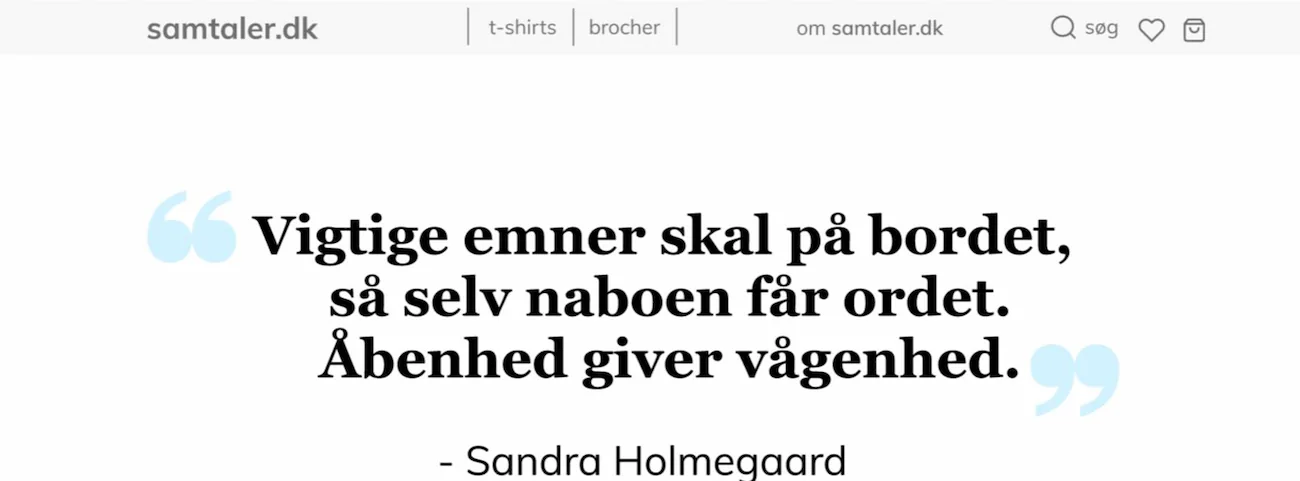 samtaler.dk t-shirts brocher om samtaler.dk søg
Vigtige emner skal på bordet,
så selv naboen får ordet.
Åbenhed giver vågenhed.
- Sandra Holmegaard